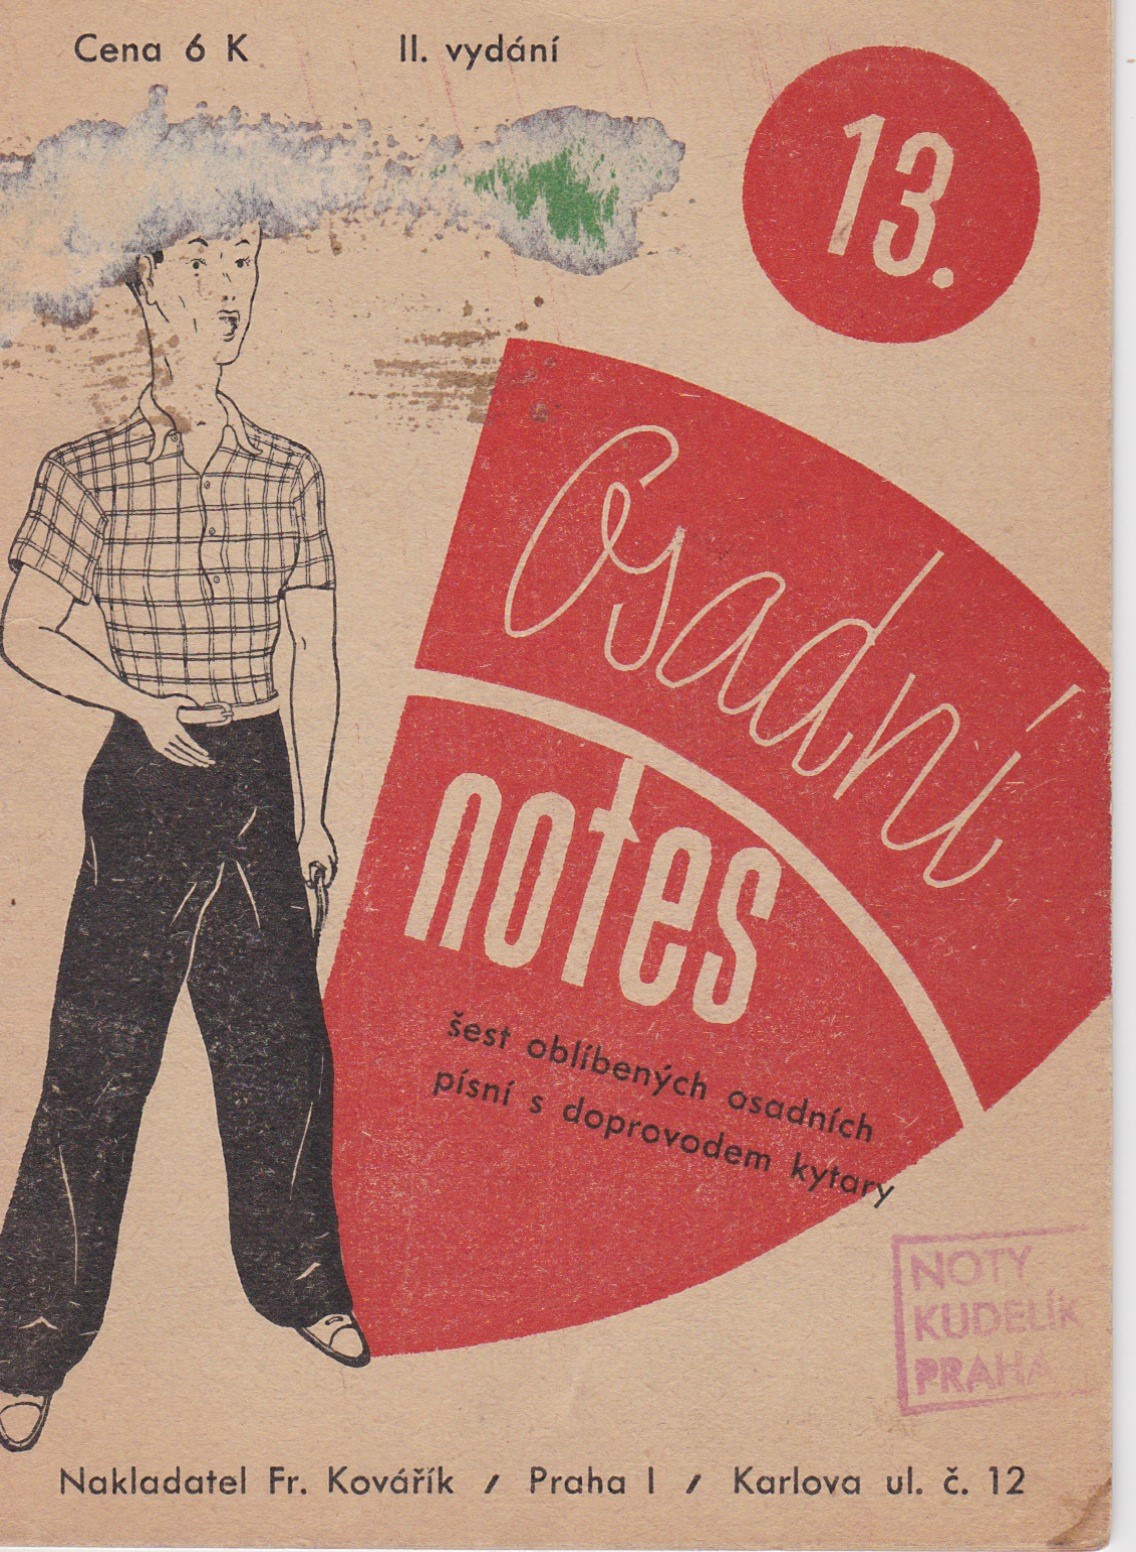 Cena 6 K
II. vydání
13.
Osadní
notes
šest oblíbených osadních
písní s doprovodem kytary
NOTY
KUDELÍK
PRAHA
Nakladatel Fr. Kovářík / Praha I / Karlova ul. č. 12